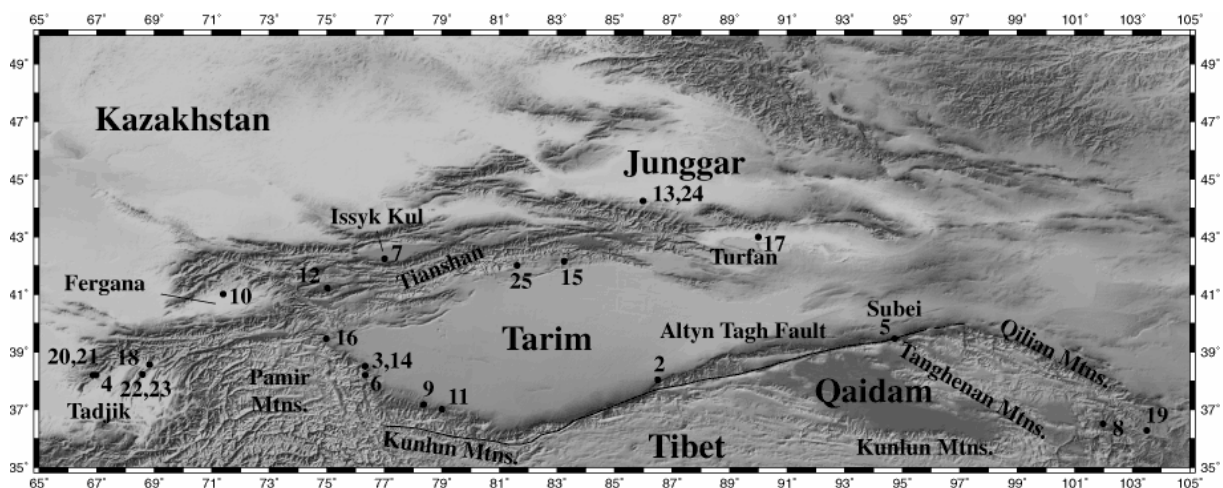 65° 67° 69° 71° 73° 75° 77° 79° 81° 83° 85° 87° 89° 91° 93° 95° 97° 99° 101° 103° 105°
49° 49°
Kazakhstan
47° 47°
Junggar
45° 45°
13,24
Issyk Kul
43° 43°
7
17
Turfan
Tianshan
12
25
15
Fergana
41° 41°
10
Subei
Tarim
Altyn Tagh Fault
5
16
Qilian Mtns.
39° 39°
20,21
18
3,14
2
Tanghenan Mtns.
4
22,23
Pamir
Mtns.
6
Qaidam
Tadjik
9
11
37° 37°
19
8
Kunlun Mtns.
Tibet
Kunlun Mtns.
35° 35°
65° 67° 69° 71° 73° 75° 77° 79° 81° 83° 85° 87° 89° 91° 93° 95° 97° 99° 101° 103° 105°